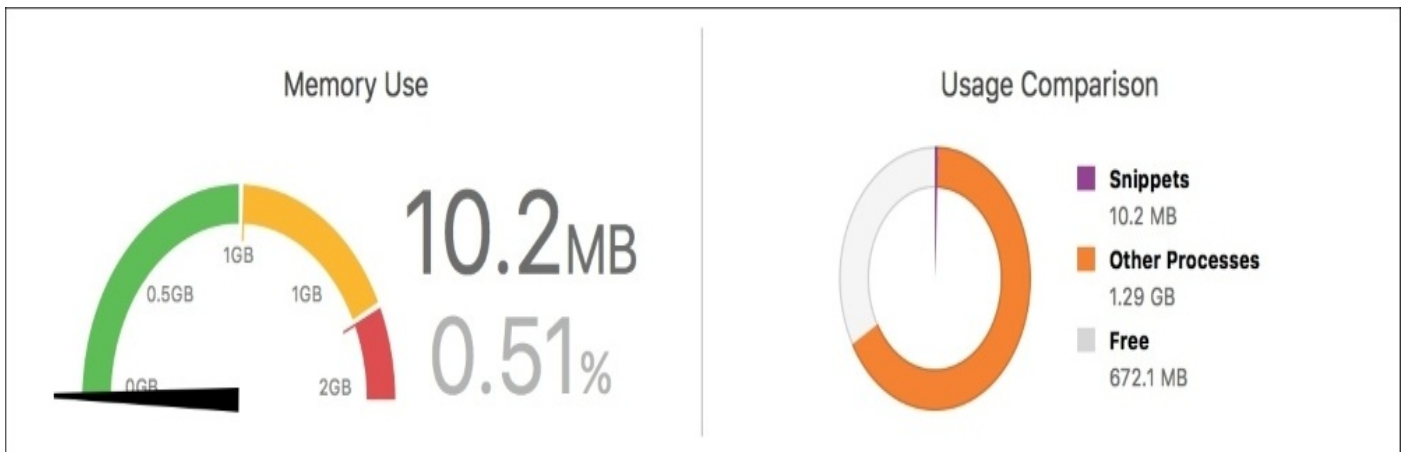 Memory Use
0GB
0.5GB
1GB
1GB
2GB
10.2MB
0.51%
Usage Comparison
Snippets
10.2 MB
Other Processes
1.29 GB
Free
672.1 MB